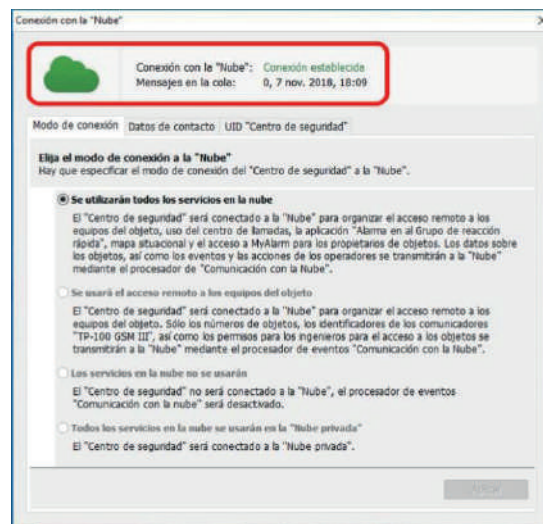 Conexión con la "Nube"
Conexión con la "Nube": Conexión establecide
Mensajes en la cola: 0, 7 nov. 2018, 18:09
Modo de conexión Datos de contacto UID "Centro de seguridad"
Elija el modo de conexión a la "Nube"
Hay que especificar el modo de conexión del "Centro de seguridad" a la "Nube".
Se utilizarán todos los servicios en la nube
El "Centro de seguridad" será conectado a la "Nube" para organizar el acceso remoto a los
equipos del objeto, uso del centro de llamadas, la aplicación "Alarma en al Grupo de reacción
rápida", mapa situacional y el acceso a MyAlarm para los propietarios de objetos. Los datos sobre
los objetos, así como los eventos y las acciones de los operadores se transmitirán a la "Nube"
mediante el procesador de "Comunicación con la Nube".
Se usará el acceso remoto a los equipos del objeto
El "Centro de seguridad" será conectado a la "Nube" para organizar el acceso remoto a los
equipos del objeto. Sólo los números de objetos, los identificadores de los comunicadores
"TP-100 GSM III", así como los permisos para los ingenieros para el acceso a los objetos se
transmitirán a la "Nube" mediante el procesador de eventos "Comunicación con la Nube".
Los servicios en la nube no se usarán
El "Centro de seguridad" no será conectado a la "Nube", el procesador de eventos
"Comunicación con la nube" será desactivado.
Todos los servicios en la nube se usarán en la "Nube privada"
El "Centro de seguridad" será conectado a la "Nube privada".